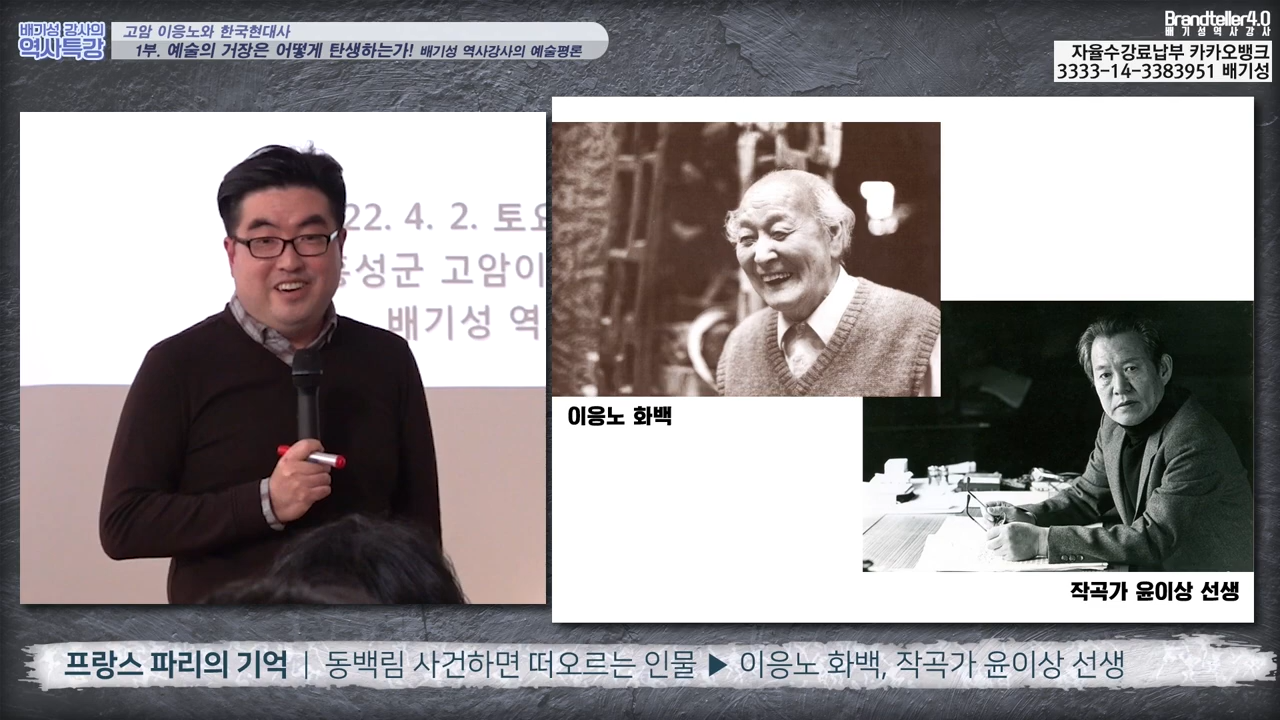 배기성 강사의
역사특강
고암 이응노와 한국현대사
1부. 예술의 거장은 어떻게 탄생하는가! 배기성 역사강사의 예술평론
Brandteller4.0
배기성역사강사
자율수강료납부 카카오뱅크
3333-14-3383951 배기성
22. 4. 2. 토요
홍성군 고암이
배기성 역
이응노 화백
작곡가 윤이상 선생
프랑스 파리의 기억 | 동백림 사건하면 떠오르는 인물 ▶ 이응노 화백, 작곡가 윤이상 선생